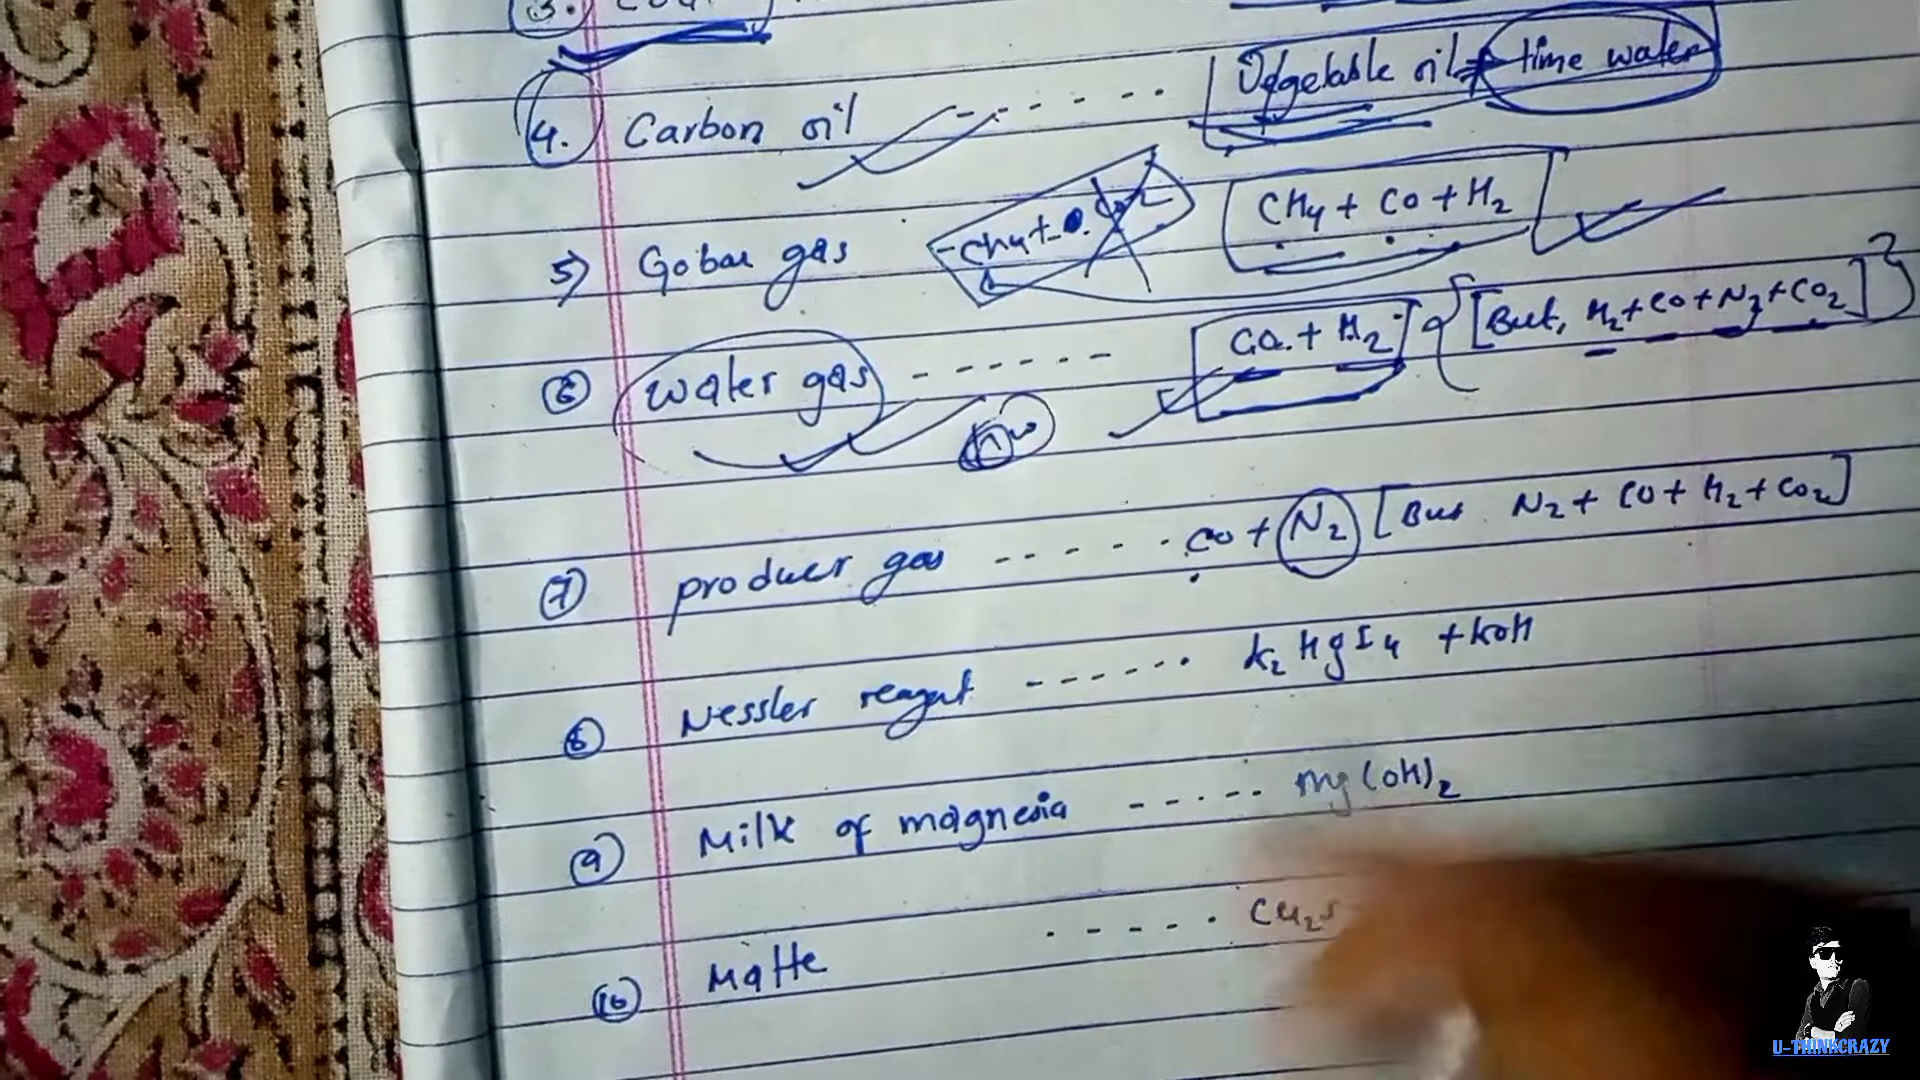 3.
4. Carbon oil ------ Vegetable oil + time water
5) Gobar gas CH4 + CO + H2
6 water gas ------ CO + H2 { [But, H2 + CO + N2 + CO2] }
7 producer gas ------ CO + N2 [But N2 + CO + H2 + CO2]
8 Nessler reagent ------ K2HgI4 + KOH
9 Milk of magnesia ------ Mg(OH)2
10 Matte ------ Cu2S
U-THINKCRAZY